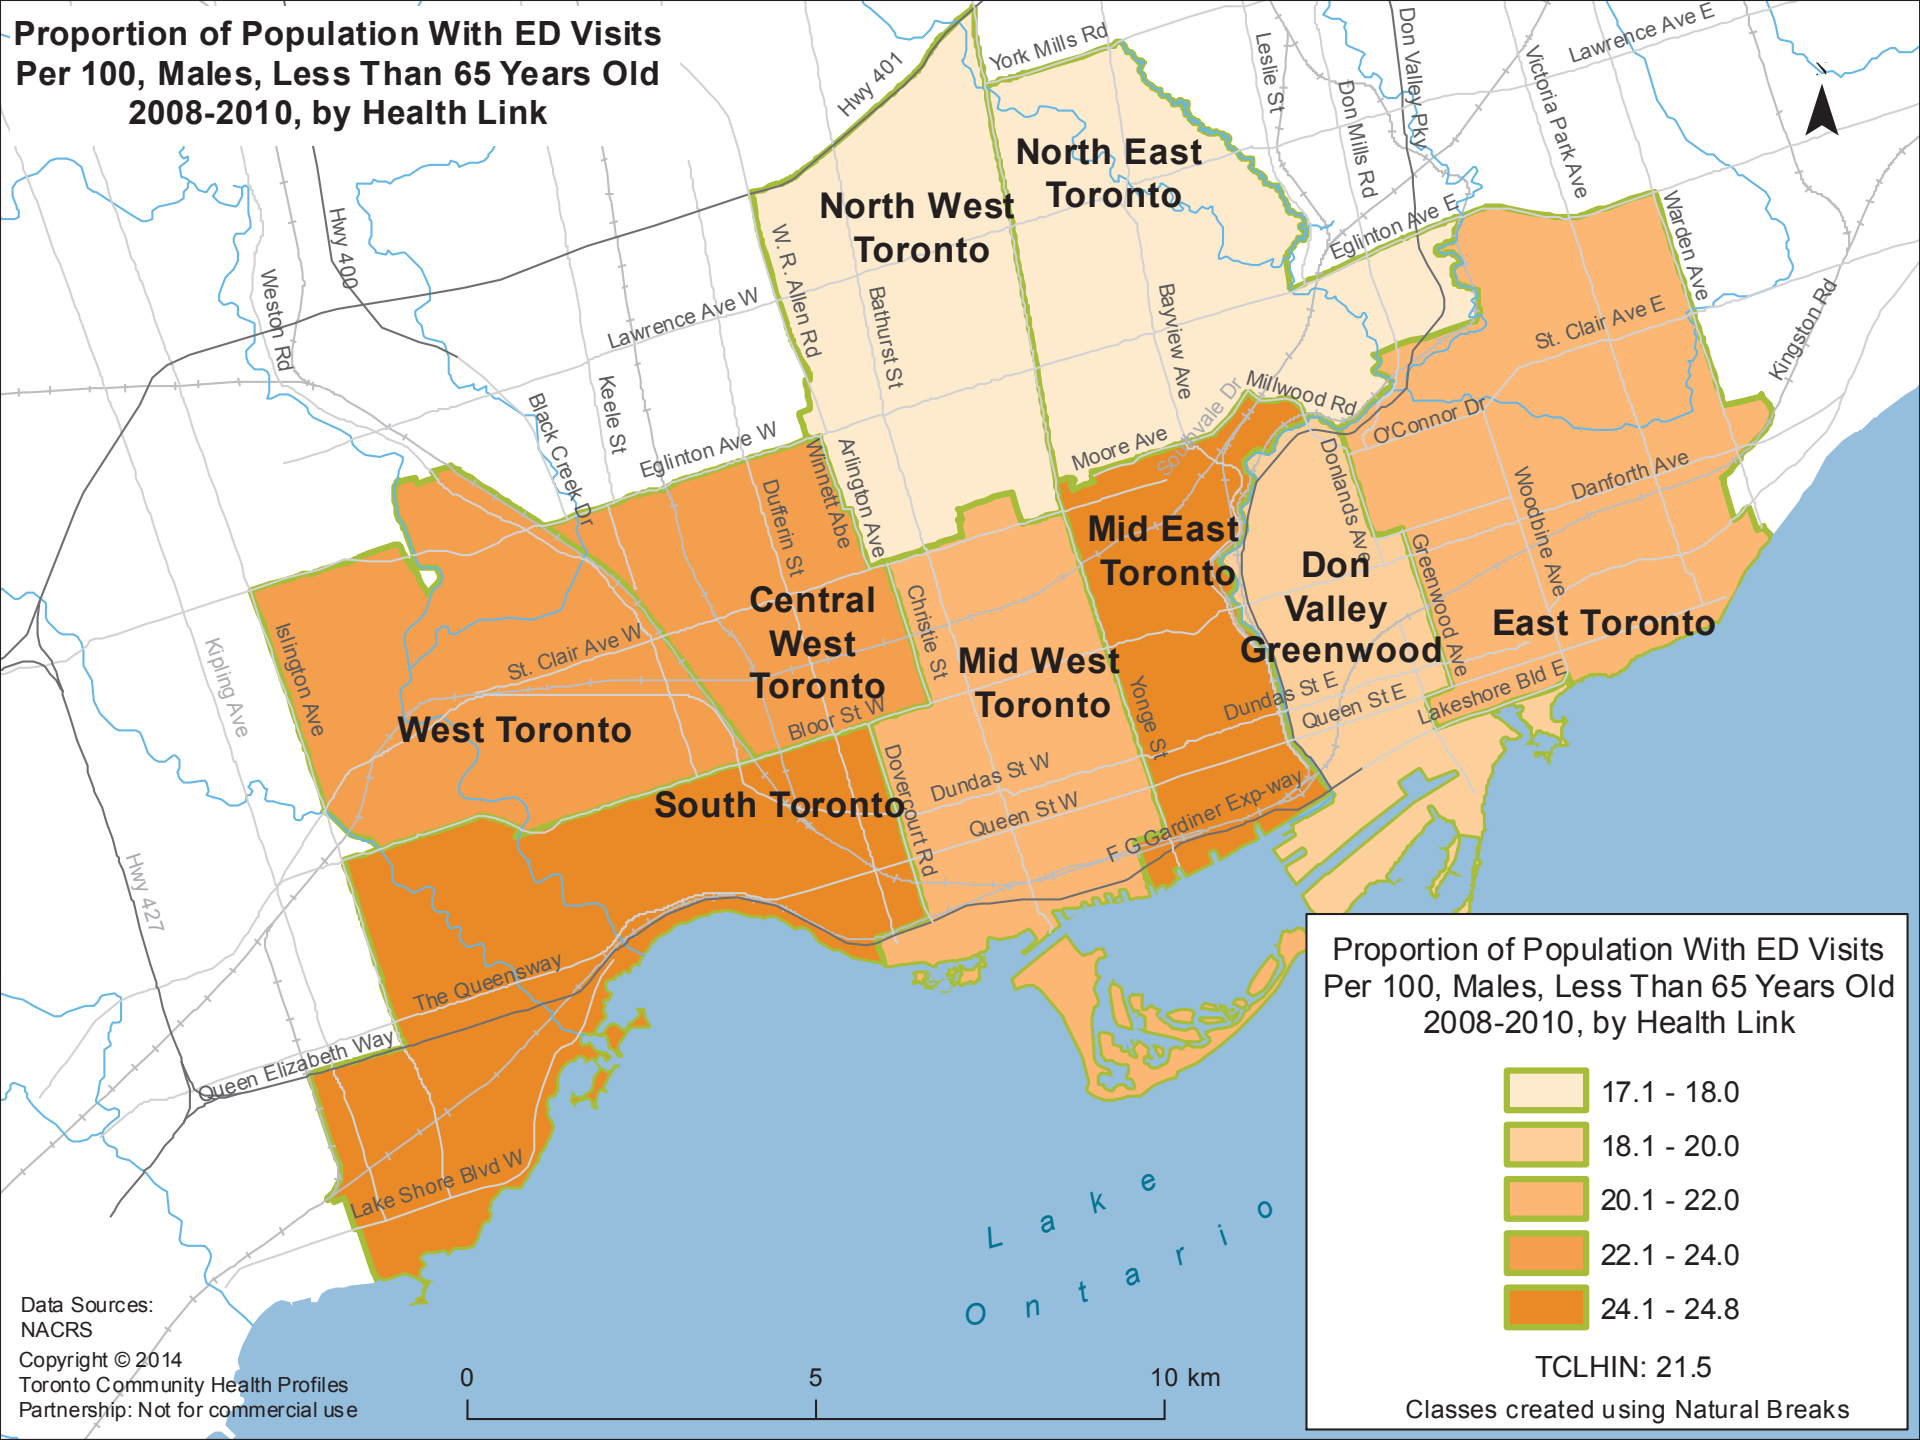 Proportion of Population With ED Visits
Per 100, Males, Less Than 65 Years Old
2008-2010, by Health Link
Hwy 401
York Mills Rd
Leslie St
Don Mills Rd
Don Valley Pky
Victoria Park Ave
Lawrence Ave E
N
North East
Toronto
North West
Toronto
Hwy 400
Weston Rd
W. R. Allen Rd
Bathurst St
Bayview Ave
Eglinton Ave E
Warden Ave
Kingston Rd
St. Clair Ave E
Lawrence Ave W
Keele St
Black Creek Dr
Eglinton Ave W
Winnett Abe
Arlington Ave
Dufferin St
Moore Ave
Southvale Dr
Millwood Rd
O'Connor Dr
Donlands Ave
Danforth Ave
Woodbine Ave
Greenwood Ave
Mid East
Toronto
Don
Valley
Greenwood
East Toronto
Central
West
Toronto
Christie St
Mid West
Toronto
Kipling Ave
Islington Ave
St. Clair Ave W
West Toronto
Bloor St W
Yonge St
Dundas St E
Queen St E
Lakeshore Bld E
South Toronto
Dovercourt Rd
Dundas St W
Queen St W
F G Gardiner Exp-way
Hwy 427
The Queensway
Queen Elizabeth Way
Lake Shore Blvd W
Lake
Ontario
Proportion of Population With ED Visits
Per 100, Males, Less Than 65 Years Old
2008-2010, by Health Link
17.1 - 18.0
18.1 - 20.0
20.1 - 22.0
22.1 - 24.0
24.1 - 24.8
TCLHIN: 21.5
Classes created using Natural Breaks
Data Sources:
NACRS
Copyright © 2014
Toronto Community Health Profiles
Partnership: Not for commercial use
0 5 10 km